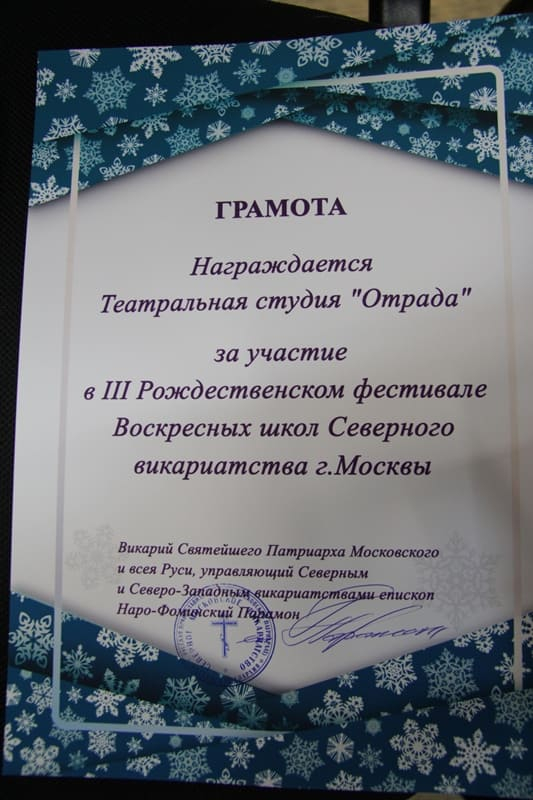 ГРАМОТА
Награждается
Театральная студия "Отрада"
за участие
в III Рождественском фестивале
Воскресных школ Северного
викариатства г.Москвы
Викарий Святейшего Патриарха Московского
и всея Руси, управляющий Северным
и Северо-Западным викариатствами епископ
Наро-Фоминский Парамон